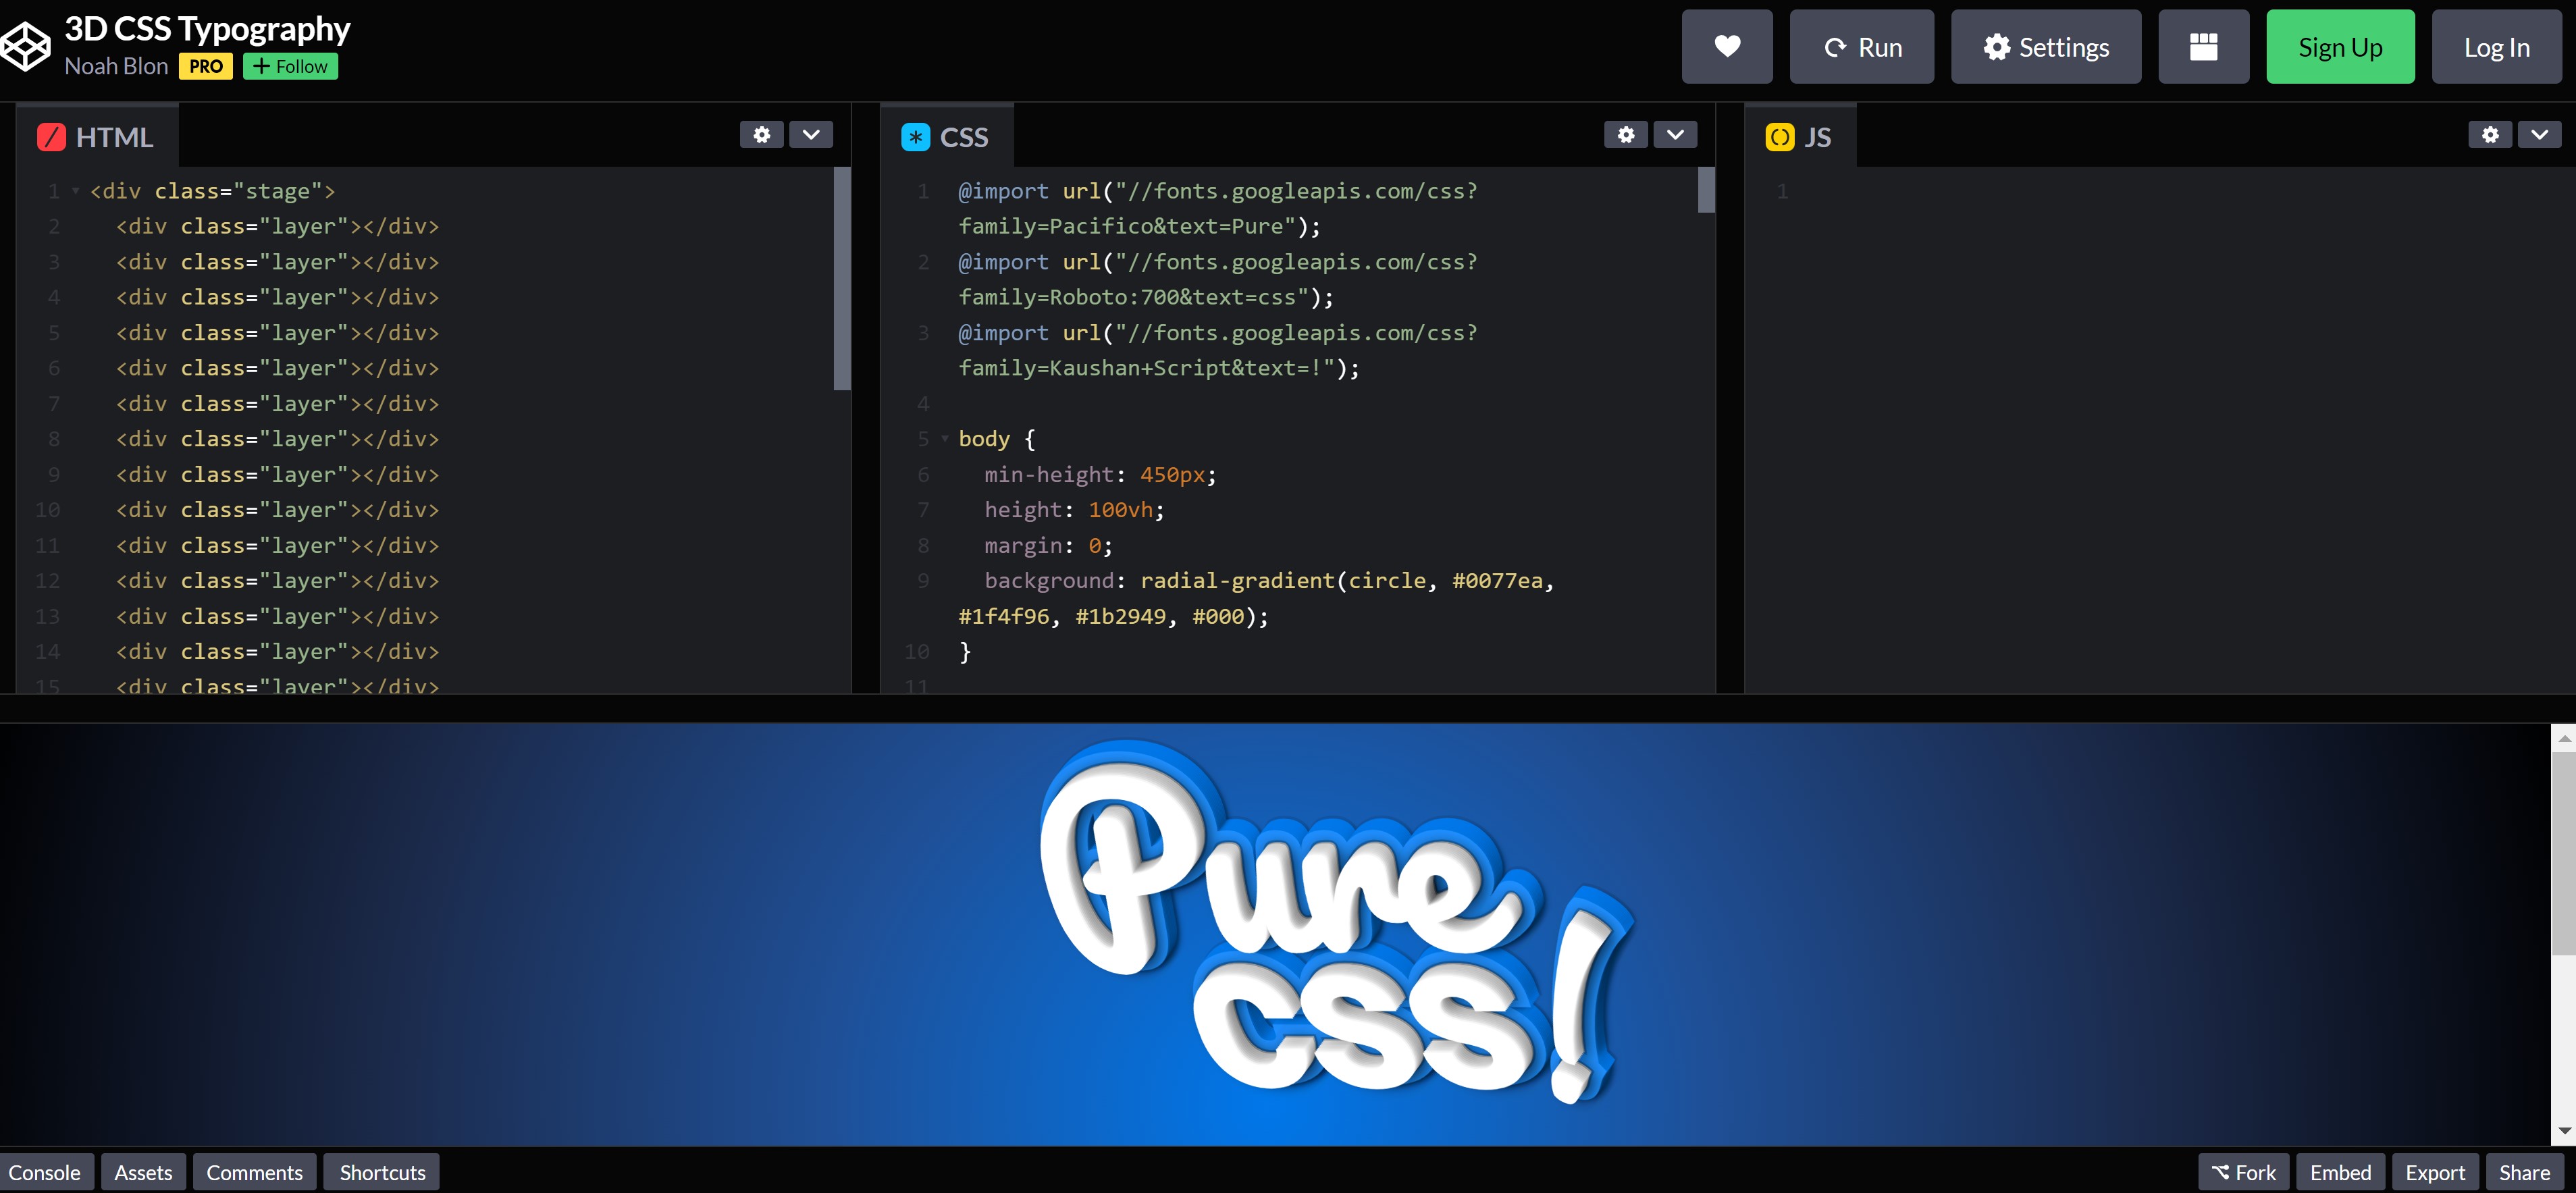 3D CSS Typography
Noah Blon PRO + Follow
Run
Settings
Sign Up
Log In
HTML
1 <div class="stage">
2 <div class="layer"></div>
3 <div class="layer"></div>
4 <div class="layer"></div>
5 <div class="layer"></div>
6 <div class="layer"></div>
7 <div class="layer"></div>
8 <div class="layer"></div>
9 <div class="layer"></div>
10 <div class="layer"></div>
11 <div class="layer"></div>
12 <div class="layer"></div>
13 <div class="layer"></div>
14 <div class="layer"></div>
15 <div class="layer"></div>
CSS
1 @import url("//fonts.googleapis.com/css?
family=Pacifico&text=Pure");
2 @import url("//fonts.googleapis.com/css?
family=Roboto:700&text=css");
3 @import url("//fonts.googleapis.com/css?
family=Kaushan+Script&text=!");
4
5 body {
6 min-height: 450px;
7 height: 100vh;
8 margin: 0;
9 background: radial-gradient(circle, #0077ea,
#1f4f96, #1b2949, #000);
10 }
11
JS
1
Pure
css!
Console
Assets
Comments
Shortcuts
Fork
Embed
Export
Share